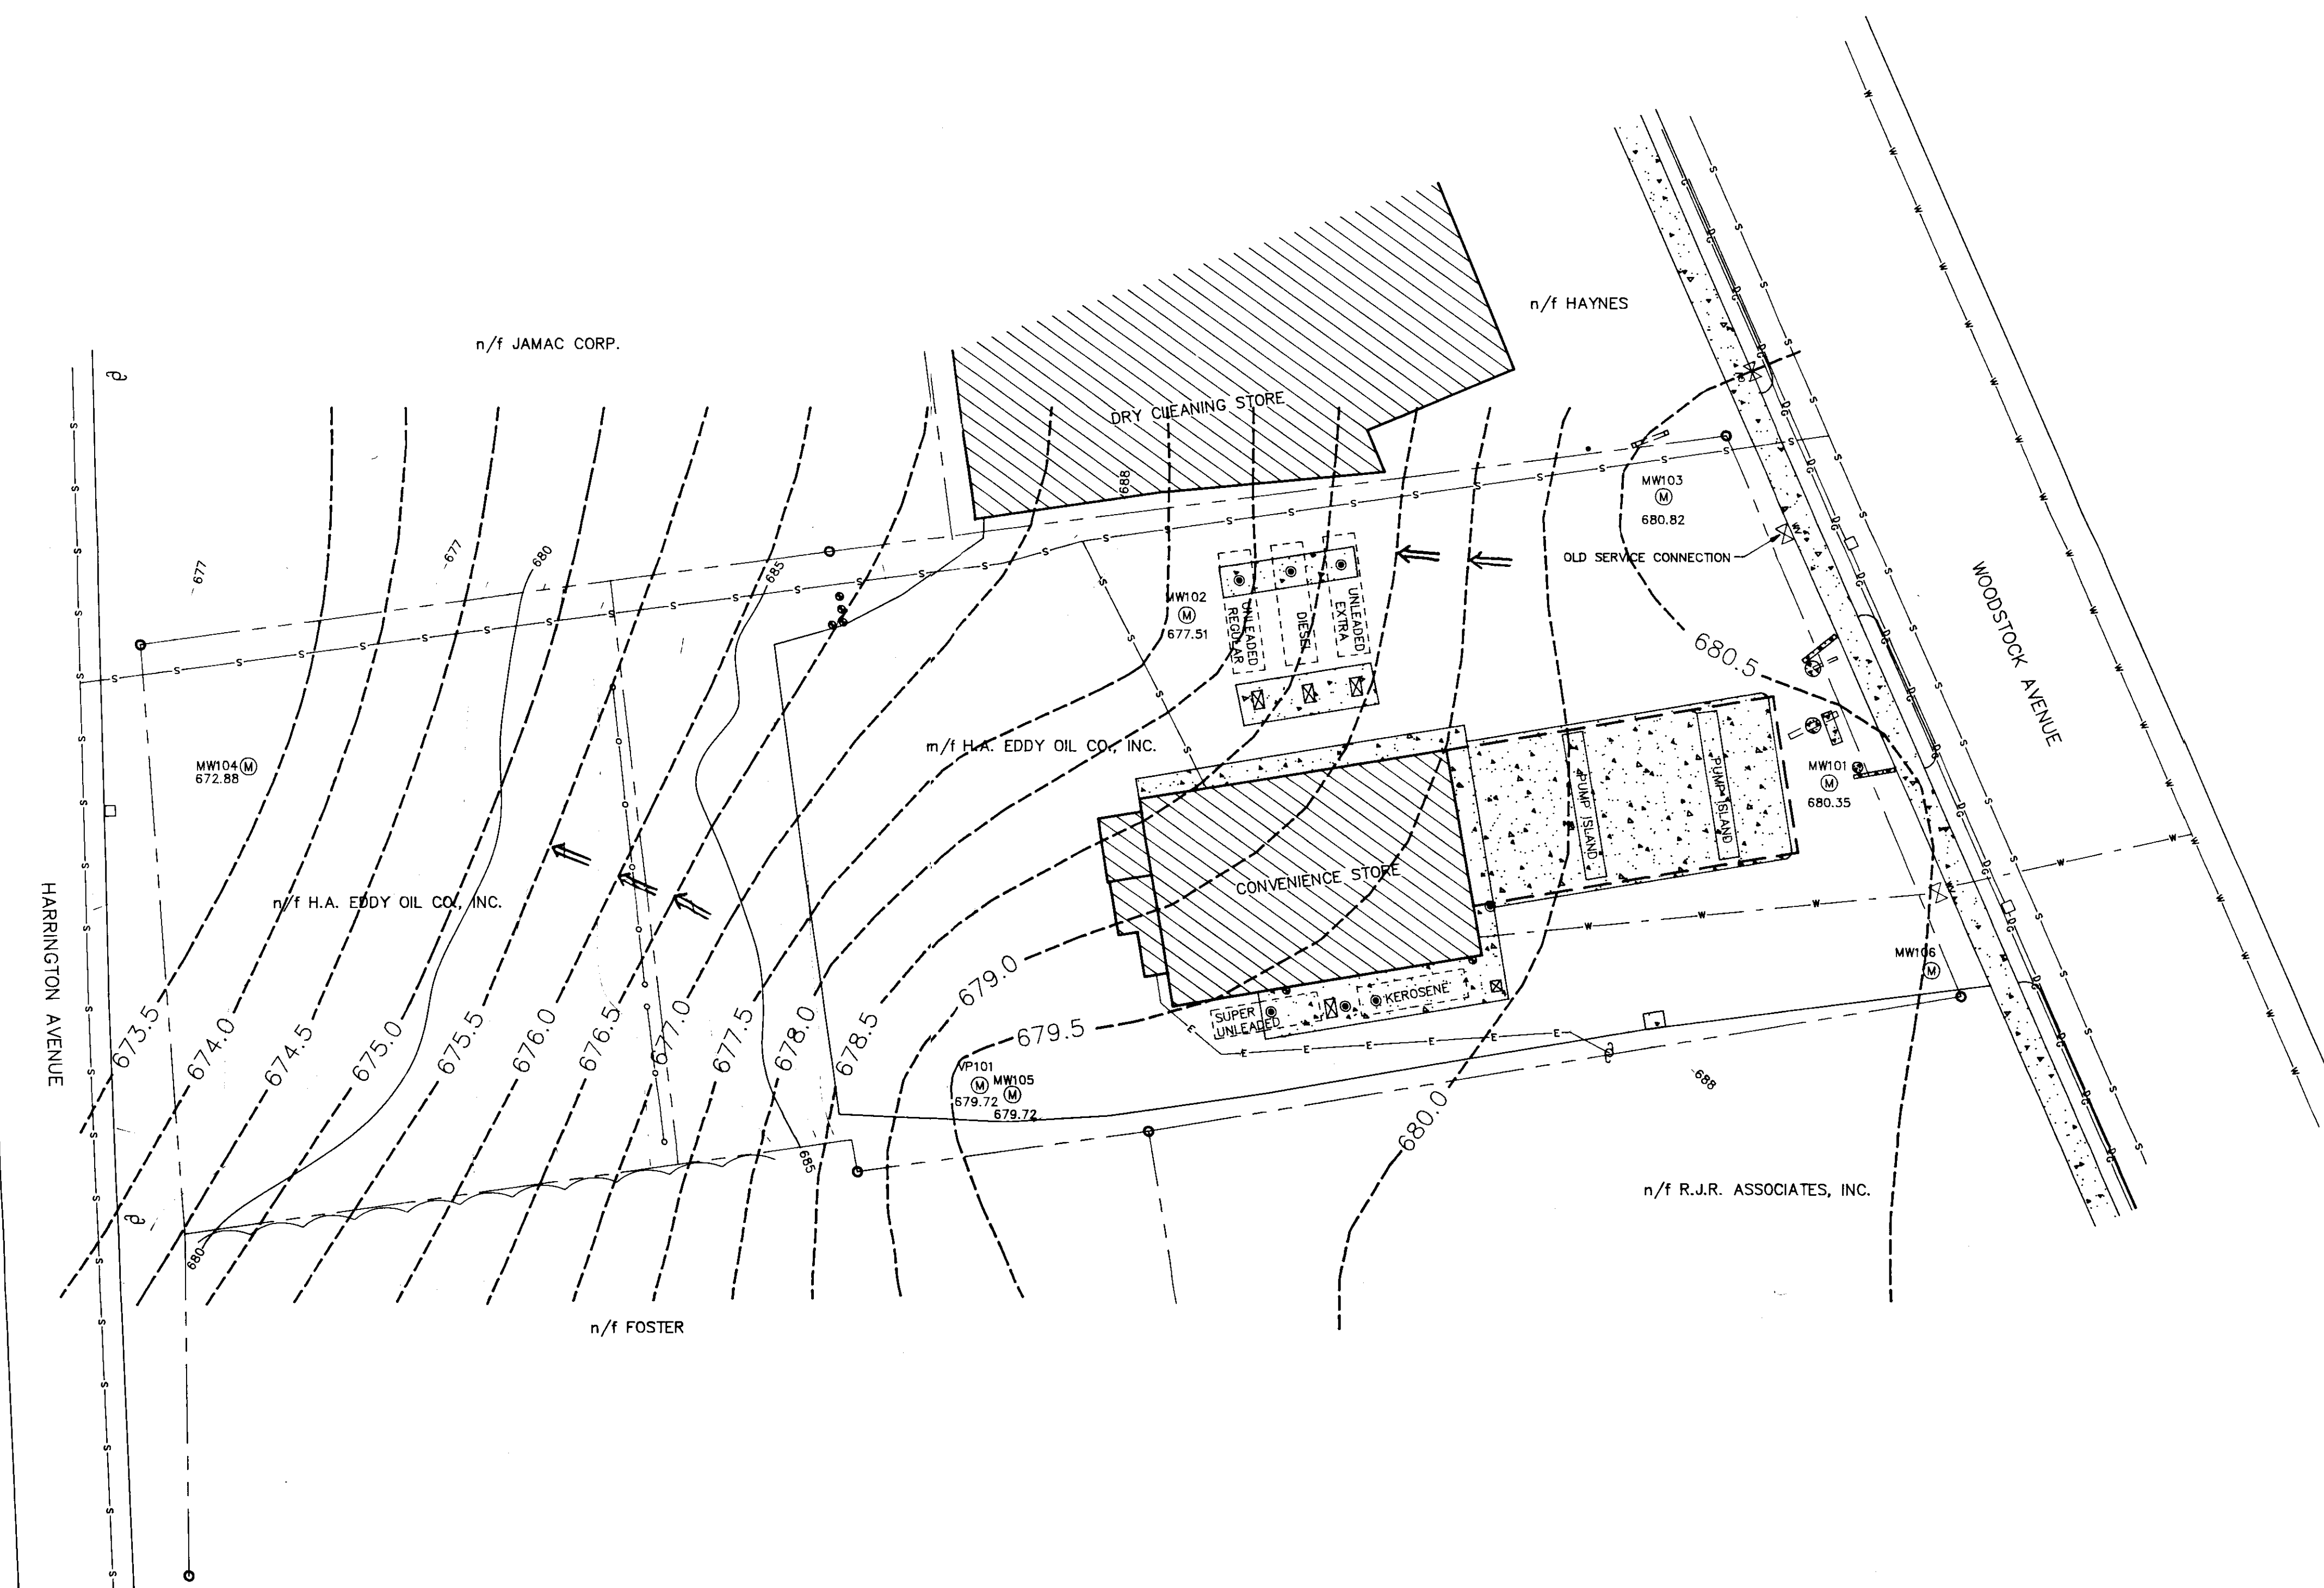 n/f HAYNES
n/f JAMAC CORP.
DRY CLEANING STORE
688
MW103
680.82
OLD SERVICE CONNECTION
WOODSTOCK AVENUE
-677
-677
680
685
MW102
677.51
UNLEADED
REGULAR
DIESEL
UNLEADED
EXTRA
680.5
m/f H.A. EDDY OIL CO., INC.
MW104
672.88
PUMP ISLAND
PUMP ISLAND
MW101
680.35
CONVENIENCE STORE
n/f H.A. EDDY OIL CO., INC.
HARRINGTON AVENUE
MW106
679.0
KEROSENE
SUPER
UNLEADED
679.5
673.5
674.0
674.5
675.0
675.5
676.0
676.5
677.0
677.5
678.0
678.5
VP101
679.72
MW105
679.72
680.0
-688
685
n/f R.J.R. ASSOCIATES, INC.
680
n/f FOSTER